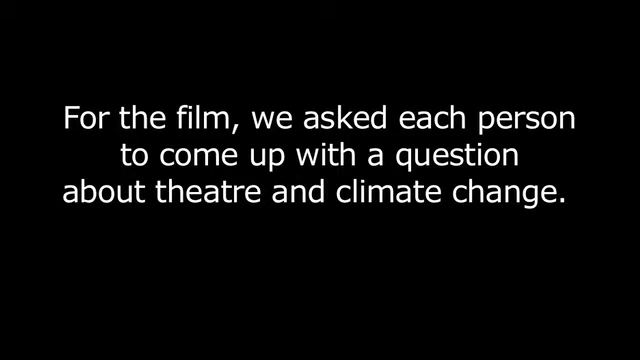 For the film, we asked each person
to come up with a question
about theatre and climate change.